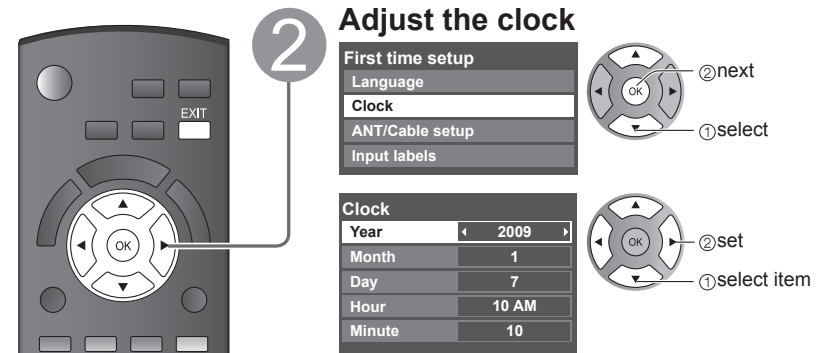 2
Adjust the clock
EXIT
OK
First time setup
Language
Clock
ANT/Cable setup
Input labels
OK
②next
①select
Clock
Year 2009
Month 1
Day 7
Hour 10 AM
Minute 10
OK
②set
①select item